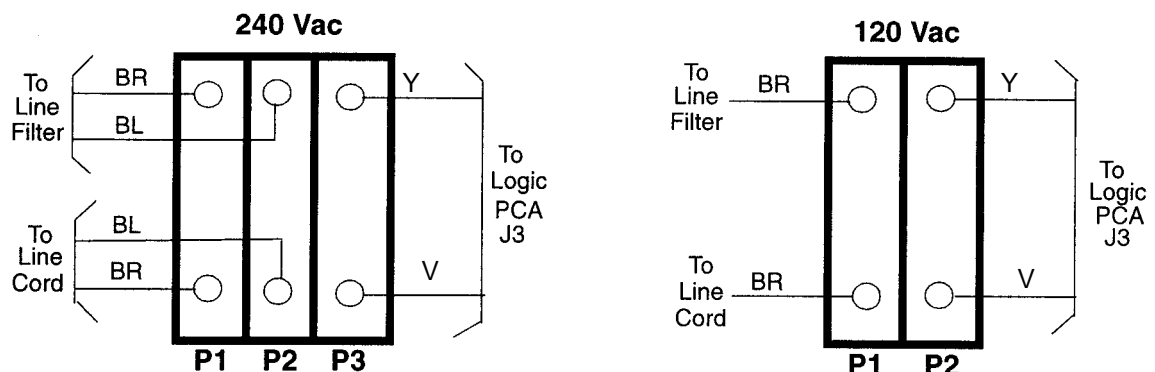 240 Vac
To
Line
Filter
BR
BL
Y
To
Line
Cord
BL
BR
V
To
Logic
PCA
J3
P1 P2 P3
120 Vac
To
Line
Filter
BR
Y
To
Line
Cord
BR
V
To
Logic
PCA
J3
P1 P2